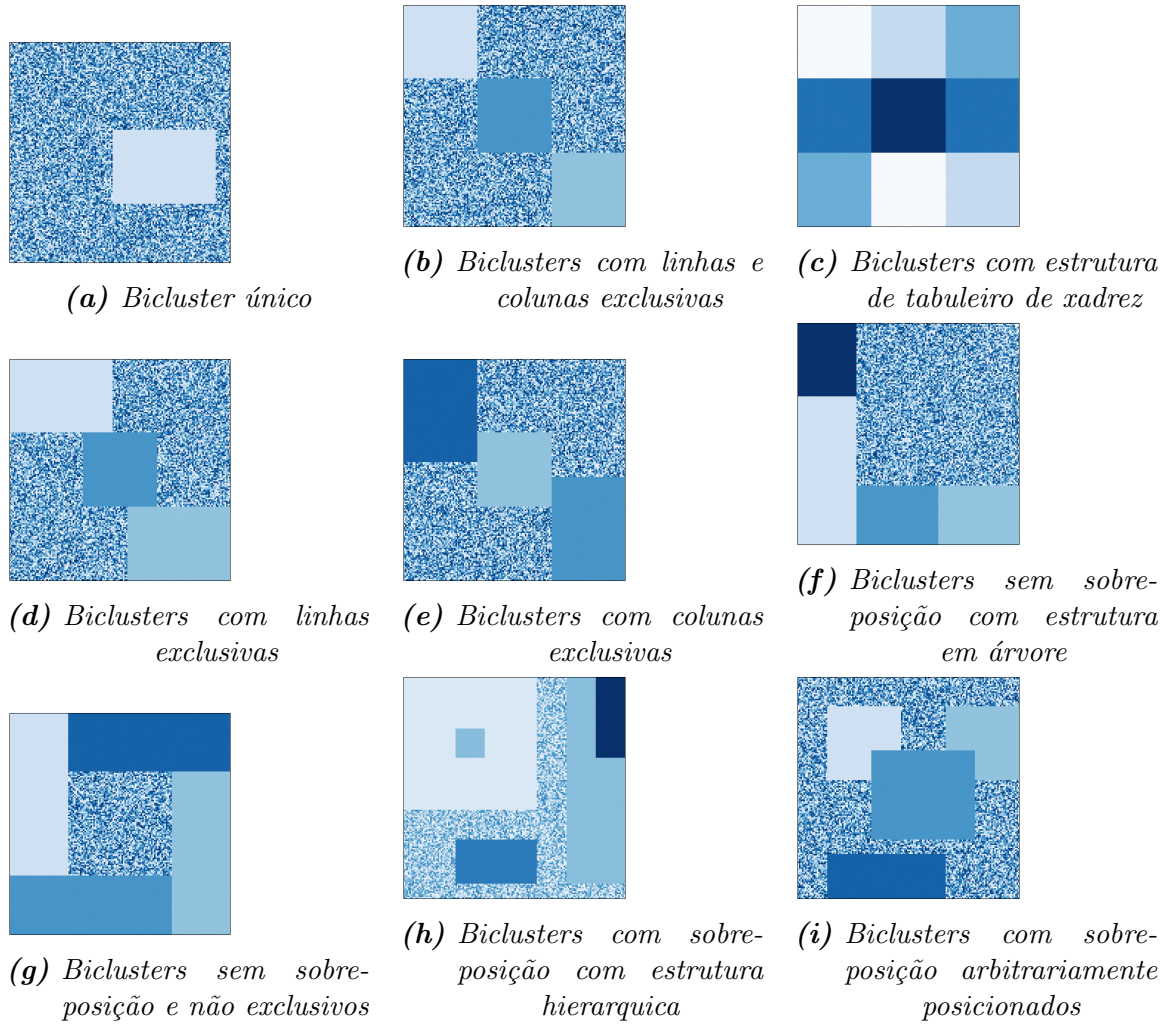 (a) Bicluster único
(b) Biclusters com linhas e
colunas exclusivas
(c) Biclusters com estrutura
de tabuleiro de xadrez
(d) Biclusters com linhas
exclusivas
(e) Biclusters com colunas
exclusivas
(f) Biclusters sem sobre-
posição com estrutura
em árvore
(g) Biclusters sem sobre-
posição e não exclusivos
(h) Biclusters com sobre-
posição com estrutura
hierarquica
(i) Biclusters com sobre-
posição arbitrariamente
posicionados